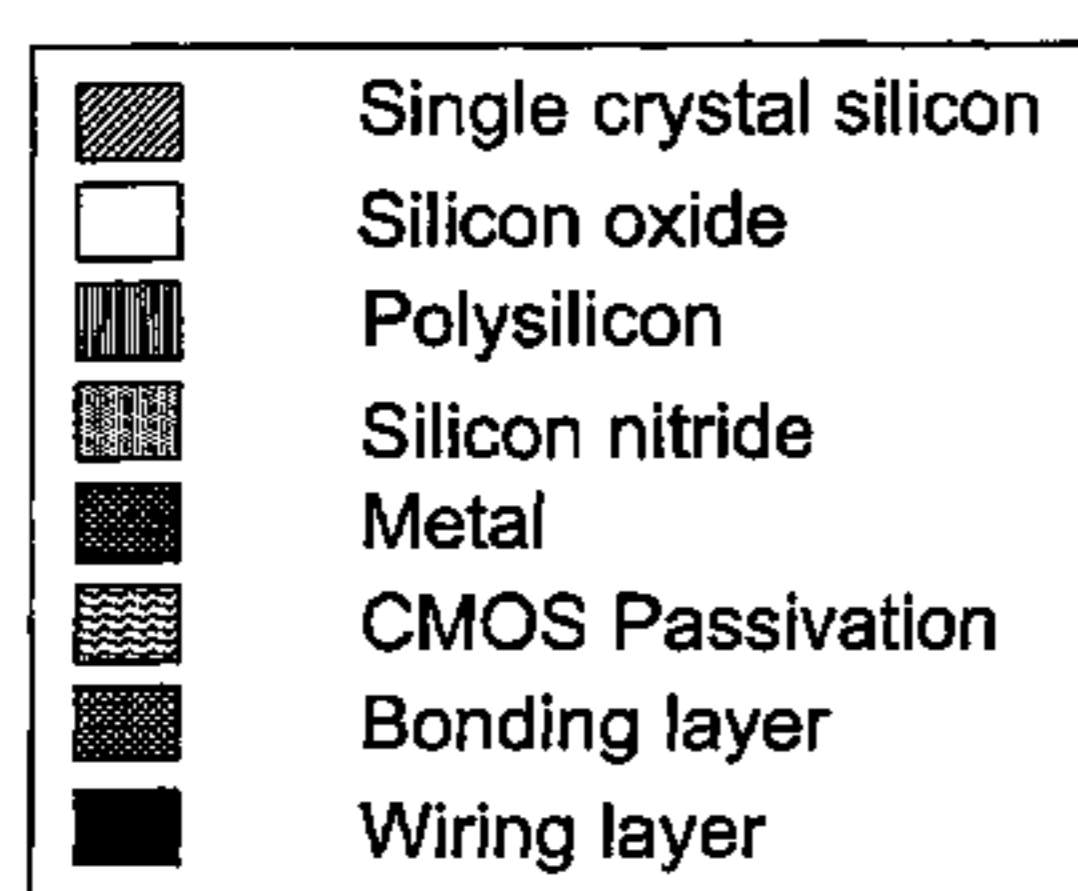 Single crystal silicon
Silicon oxide
Polysilicon
Silicon nitride
Metal
CMOS Passivation
Bonding layer
Wiring layer